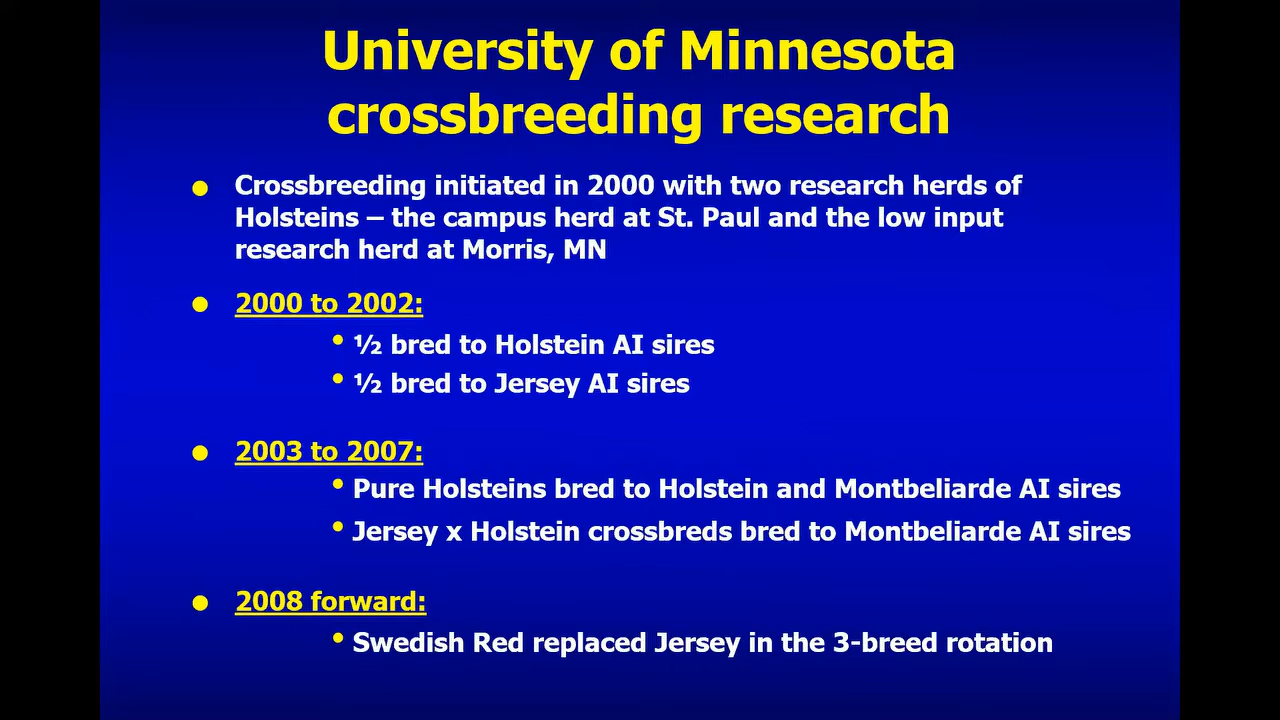 University of Minnesota
crossbreeding research
● Crossbreeding initiated in 2000 with two research herds of
Holsteins – the campus herd at St. Paul and the low input
research herd at Morris, MN
● 2000 to 2002:
• ½ bred to Holstein AI sires
• ½ bred to Jersey AI sires
● 2003 to 2007:
• Pure Holsteins bred to Holstein and Montbeliarde AI sires
• Jersey x Holstein crossbreds bred to Montbeliarde AI sires
● 2008 forward:
• Swedish Red replaced Jersey in the 3-breed rotation